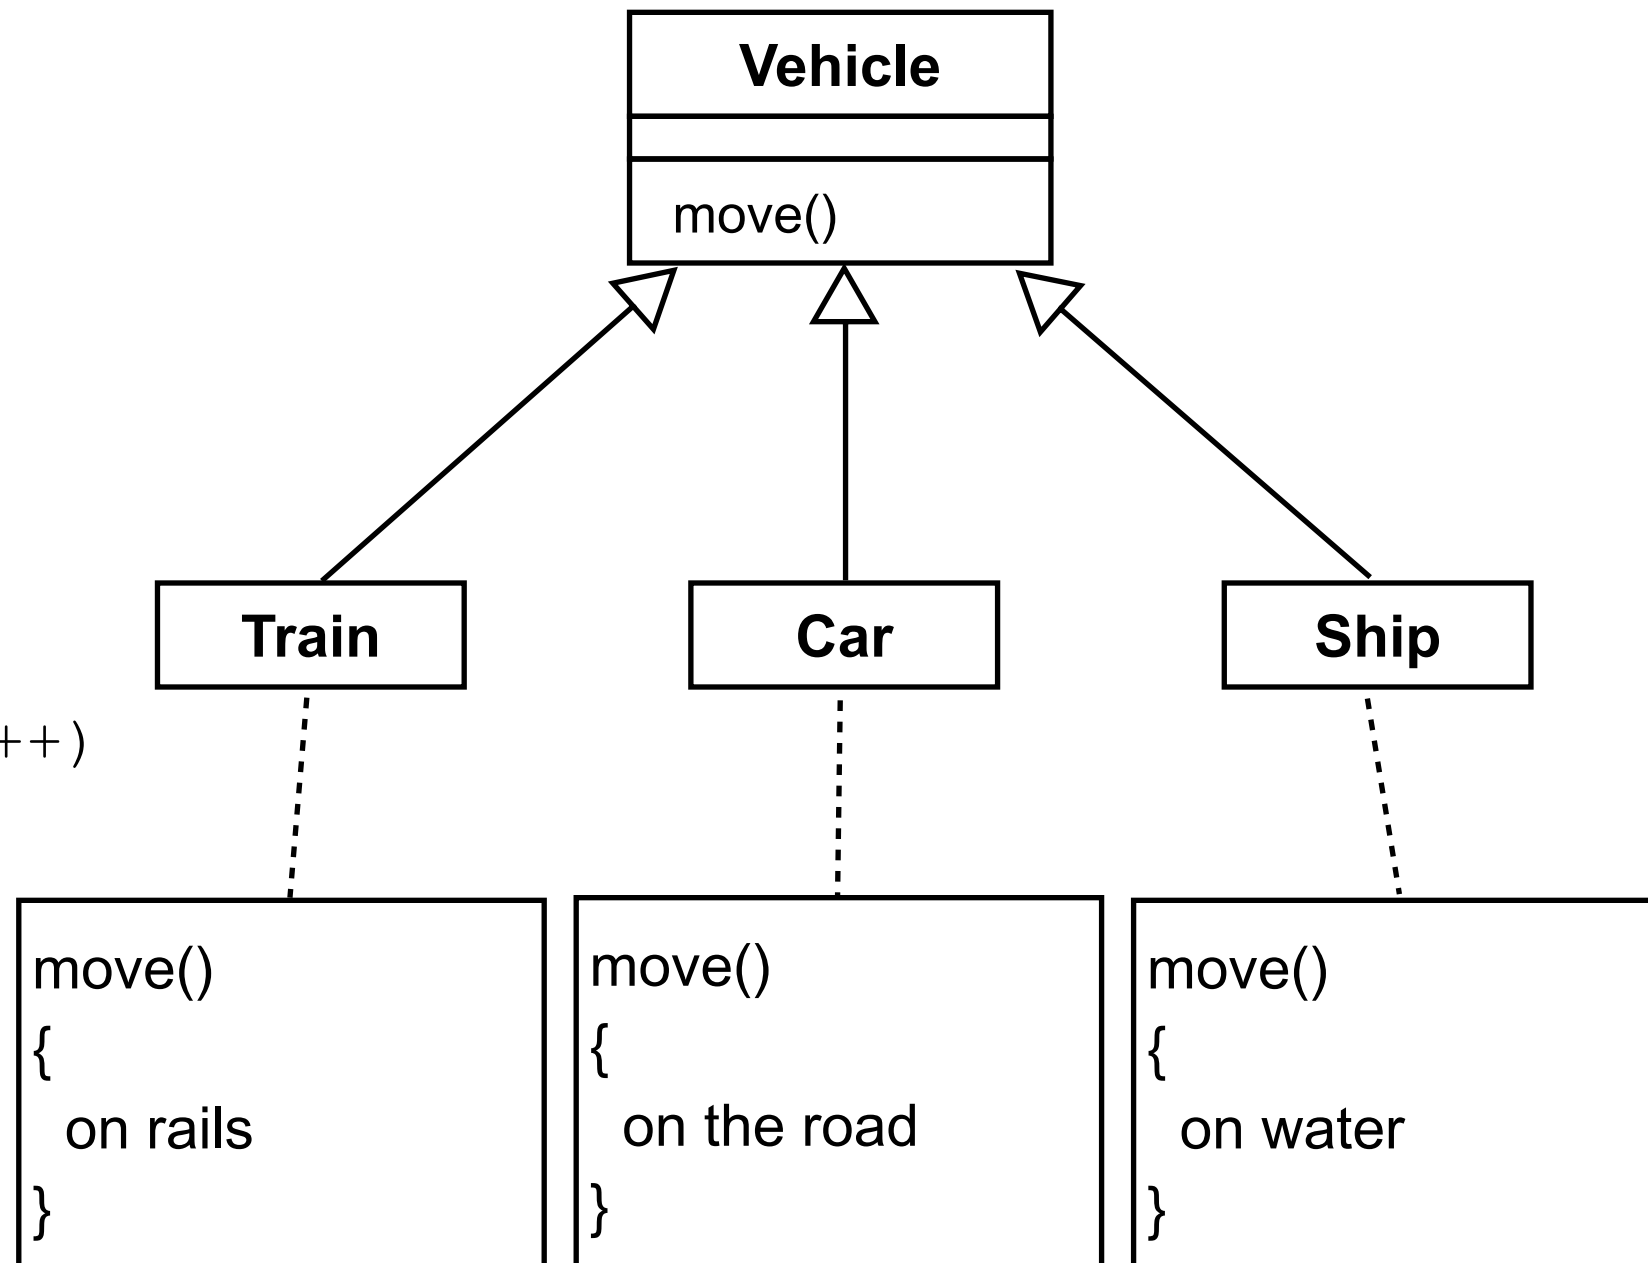 Vehicle
move()
Train
Car
Ship
++)
move()
{
on rails
}
move()
{
on the road
}
move()
{
on water
}